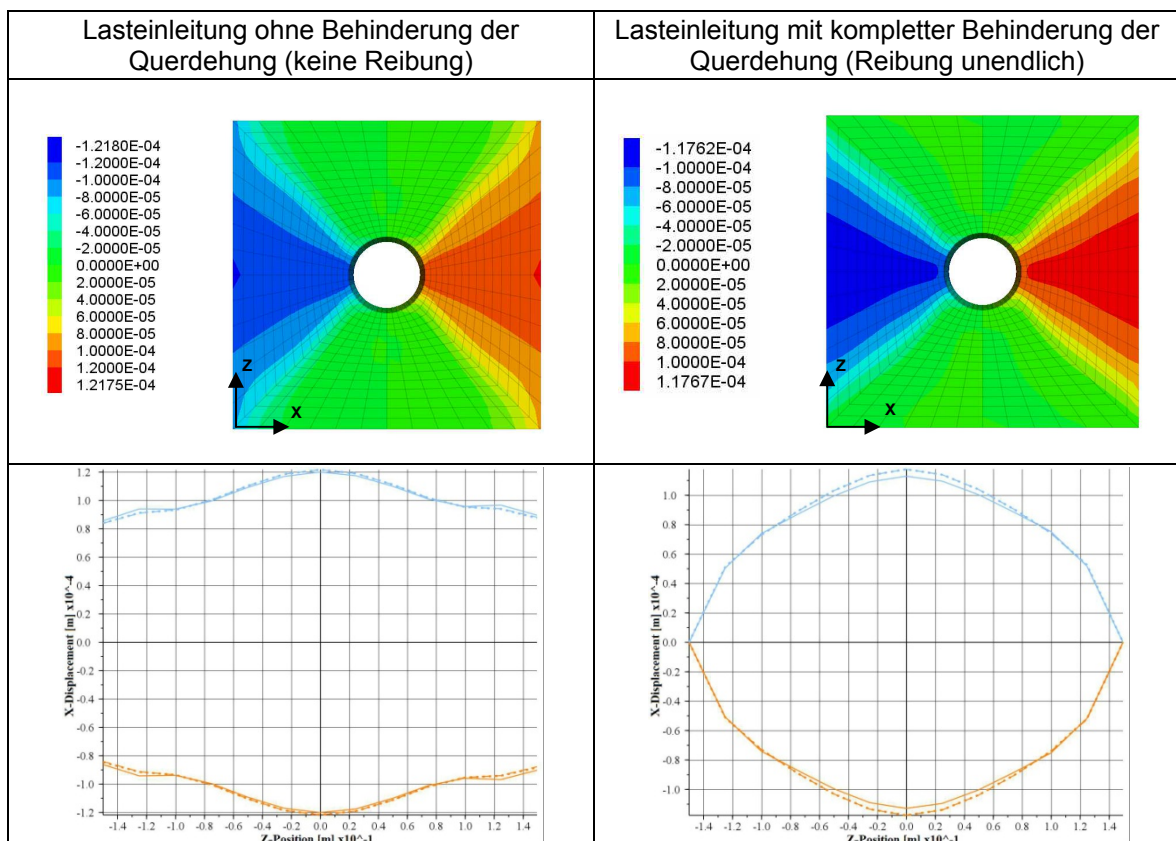 Lasteinleitung ohne Behinderung der
Querdehung (keine Reibung)
Lasteinleitung mit kompletter Behinderung der
Querdehung (Reibung unendlich)
-1.2180E-04
-1.2000E-04
-1.0000E-04
-8.0000E-05
-6.0000E-05
-4.0000E-05
-2.0000E-05
0.0000E+00
2.0000E-05
4.0000E-05
6.0000E-05
8.0000E-05
1.0000E-04
1.2000E-04
1.2175E-04
Z
X
-1.1762E-04
-1.0000E-04
-8.0000E-05
-6.0000E-05
-4.0000E-05
-2.0000E-05
0.0000E+00
2.0000E-05
4.0000E-05
6.0000E-05
8.0000E-05
1.0000E-04
1.1767E-04
Z
X
X-Displacement [m] x10^-4
1.2
1.0
0.8
0.6
0.4
0.2
0.0
-0.2
-0.4
-0.6
-0.8
-1.0
-1.2
-1.4 -1.2 -1.0 -0.8 -0.6 -0.4 -0.2 0.0 0.2 0.4 0.6 0.8 1.0 1.2 1.4
Z-Position [m] x10^-1
X-Displacement [m] x10^-4
1.0
0.8
0.6
0.4
0.2
0.0
-0.2
-0.4
-0.6
-0.8
-1.0
-1.4 -1.2 -1.0 -0.8 -0.6 -0.4 -0.2 0.0 0.2 0.4 0.6 0.8 1.0 1.2 1.4
Z-Position [m] x10^-1